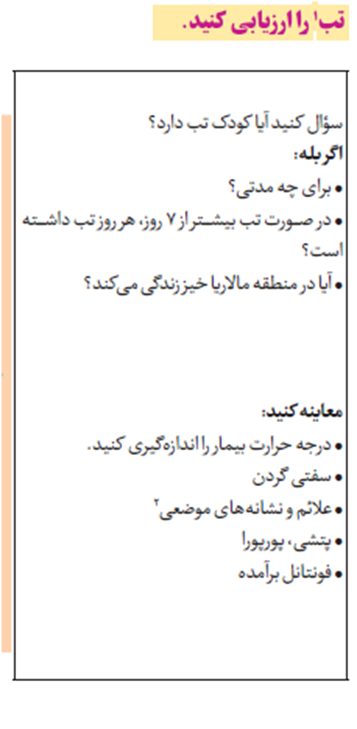 تب۱ را ارزیابی کنید.
سؤال کنید آیا کودک تب دارد؟
اگر بله:
• برای چه مدتی؟
• در صورت تب بیشتر از ۷ روز، هر روز تب داشته
است؟
• آیا در منطقه مالاریا خیز زندگی می‌کند؟
معاینه کنید:
• درجه حرارت بیمار را اندازه‌گیری کنید.
• سفتی گردن
• علائم و نشانه‌های موضعی۲
• پتشی، پورپورا
• فونتانل برآمده